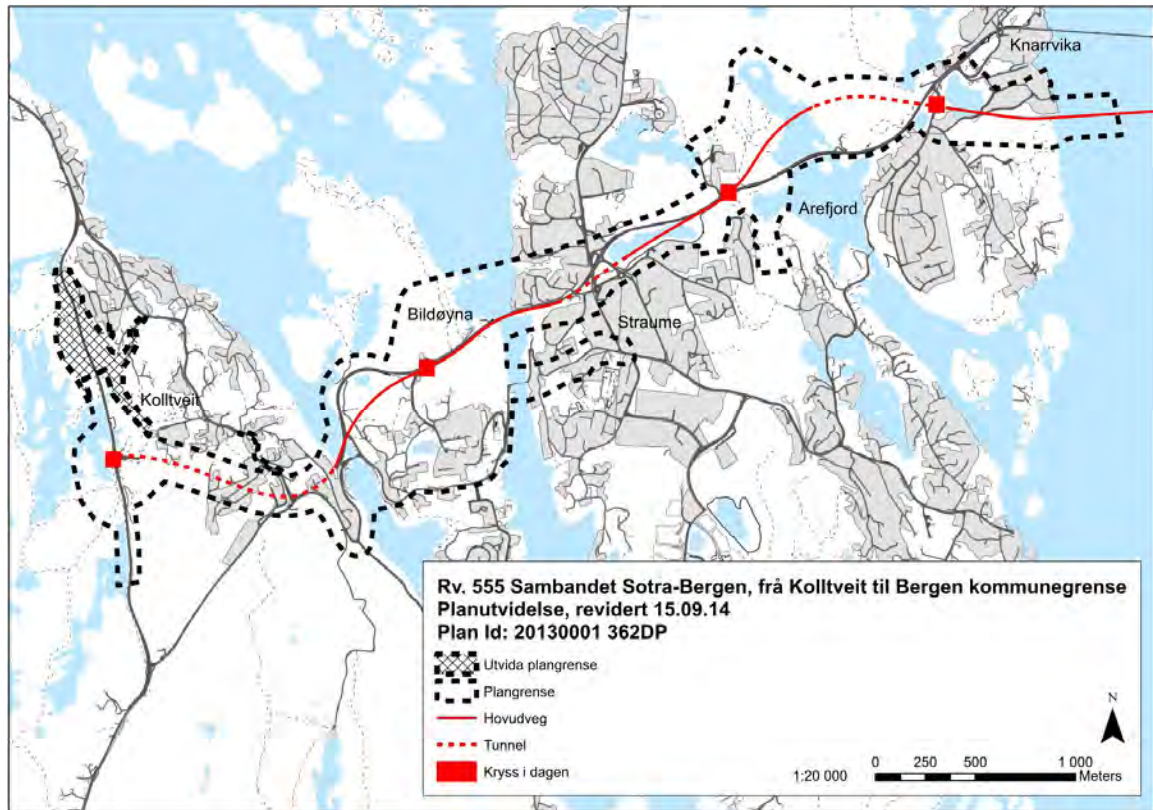 Knarrvika
Arefjord
Bildøyna
Straume
Kolltveit
Rv. 555 Sambandet Sotra-Bergen, frå Kolltveit til Bergen kommunegrense
Planutvidelse, revidert 15.09.14
Plan Id: 20130001 362DP
Utvida plangrense
Plangrense
Hovudveg
Tunnel
Kryss i dagen
N
1:20 000
0 250 500 1 000
Meters